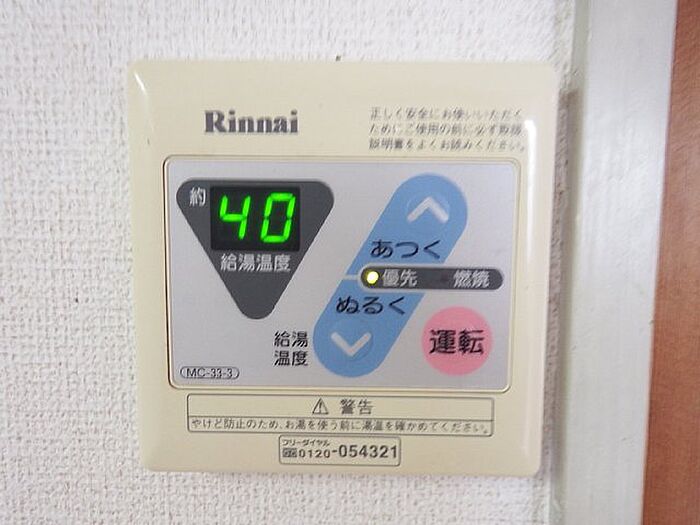 Rinnai
正しく安全にお使いいただく
ためにご使用の前に必ず取扱
説明書をよくお読みください。
約
40
給湯温度
あつく
優先 燃焼
ぬるく
給湯
温度
運転
MC-33-3
⚠ 警告
やけど防止のため、お湯を使う前に湯温を確かめてください。
フリーダイヤル
0120-054321